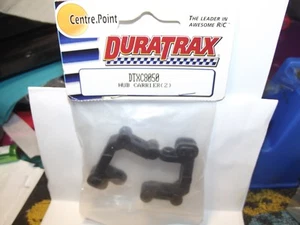 Centre.Point
THE LEADER IN
AWESOME R/C!
DURATRAX
DTXC8050
HUB CARRIER(2)